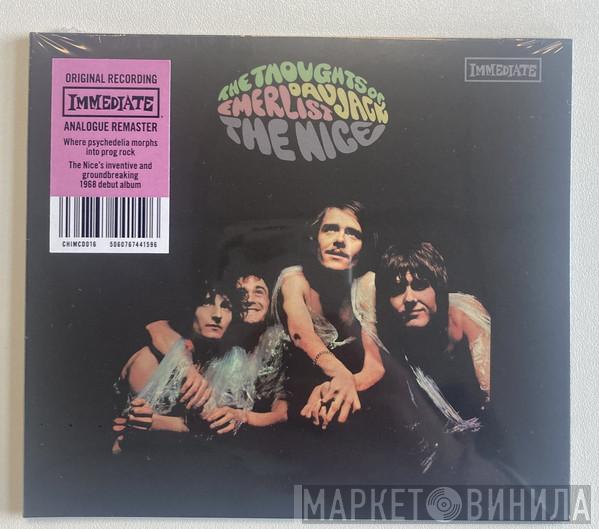 ORIGINAL RECORDING
IMMEDIATE
ANALOGUE REMASTER
Where psychedelia morphs
into prog rock
The Nice's inventive and
groundbreaking
1968 debut album
CHIMCD016 5060767441596
THE THOUGHTS OF
EMERLIST DAVJACK
THE NICE
IMMEDIATE
МАРКЕТ ВИНИЛА